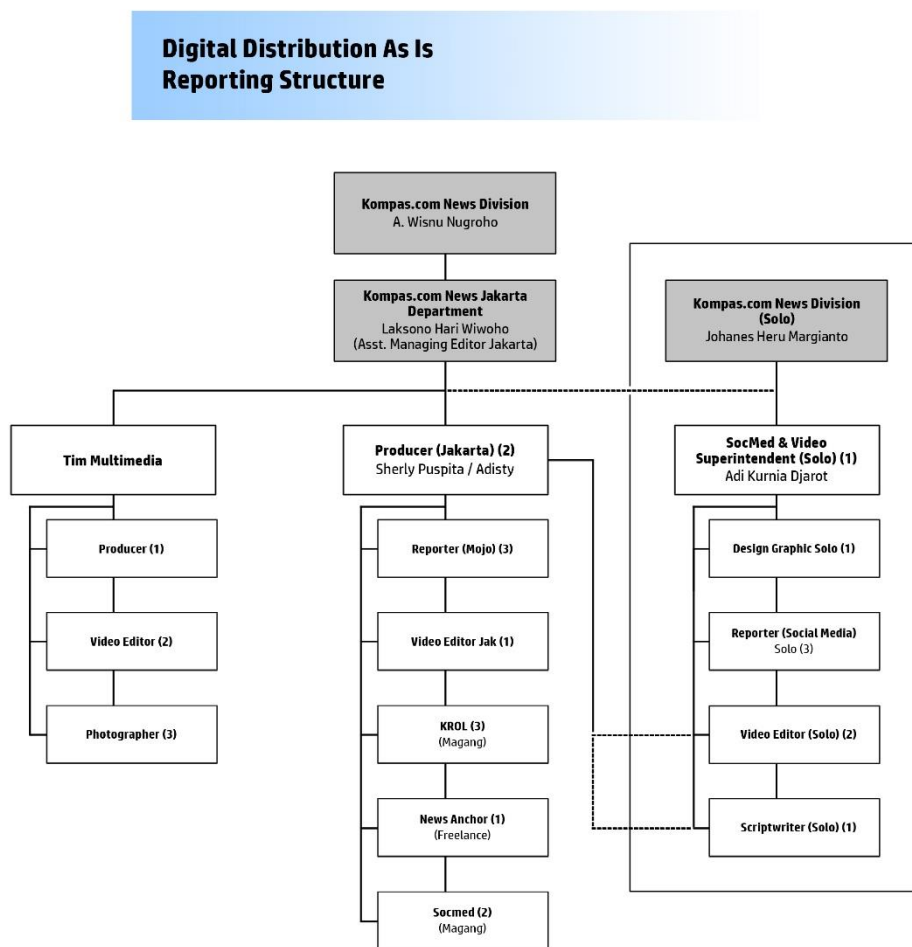 Digital Distribution As Is
Reporting Structure
Kompas.com News Division
A. Wisnu Nugroho
Kompas.com News Jakarta
Department
Laksono Hari Wiwoho
(Asst. Managing Editor Jakarta)
Kompas.com News Division
(Solo)
Johanes Heru Margianto
Tim Multimedia
Producer (1)
Video Editor (2)
Photographer (3)
Producer (Jakarta) (2)
Sherly Puspita / Adisty
Reporter (Mojo) (3)
Video Editor Jak (1)
KROL (3)
(Magang)
News Anchor (1)
(Freelance)
Socmed (2)
(Magang)
SocMed & Video
Superintendent (Solo) (1)
Adi Kurnia Djarot
Design Graphic Solo (1)
Reporter (Social Media)
Solo (3)
Video Editor (Solo) (2)
Scriptwriter (Solo) (1)